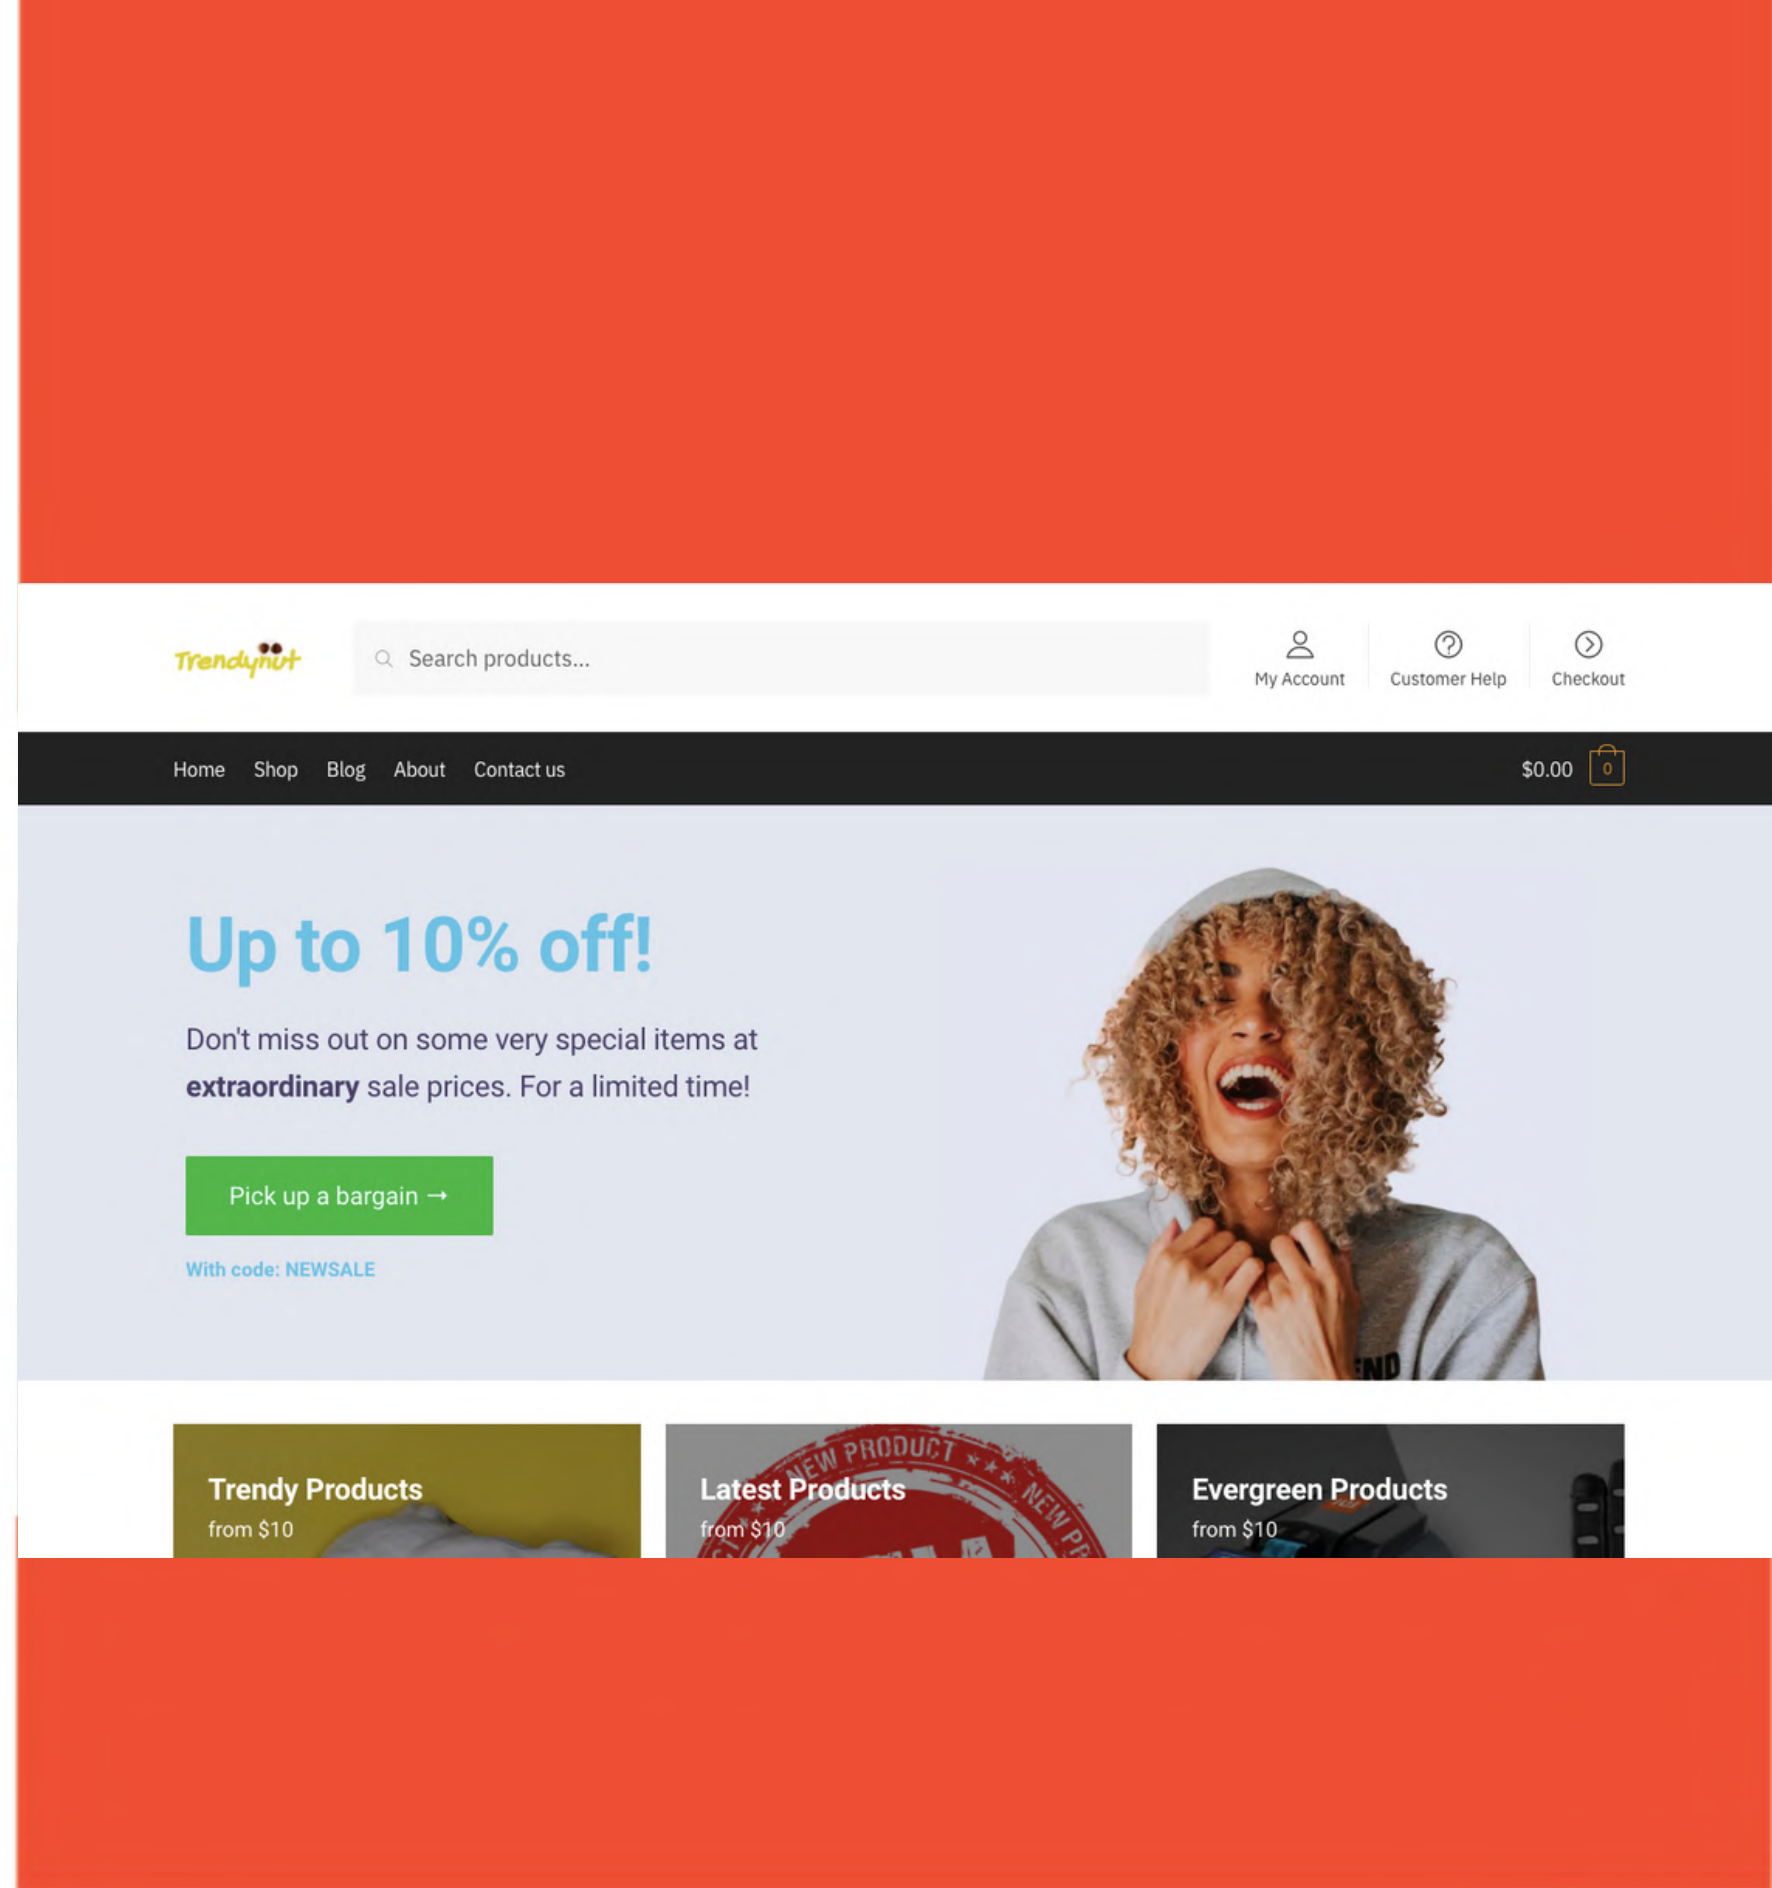 Trendynut
Search products...
My Account
Customer Help
Checkout
Home Shop Blog About Contact us
$0.00 0
Up to 10% off!
Don't miss out on some very special items at
extraordinary sale prices. For a limited time!
Pick up a bargain →
With code: NEWSALE
END
Trendy Products
from $10
NEW PRODUCT
Latest Products
from $10
Evergreen Products
from $10